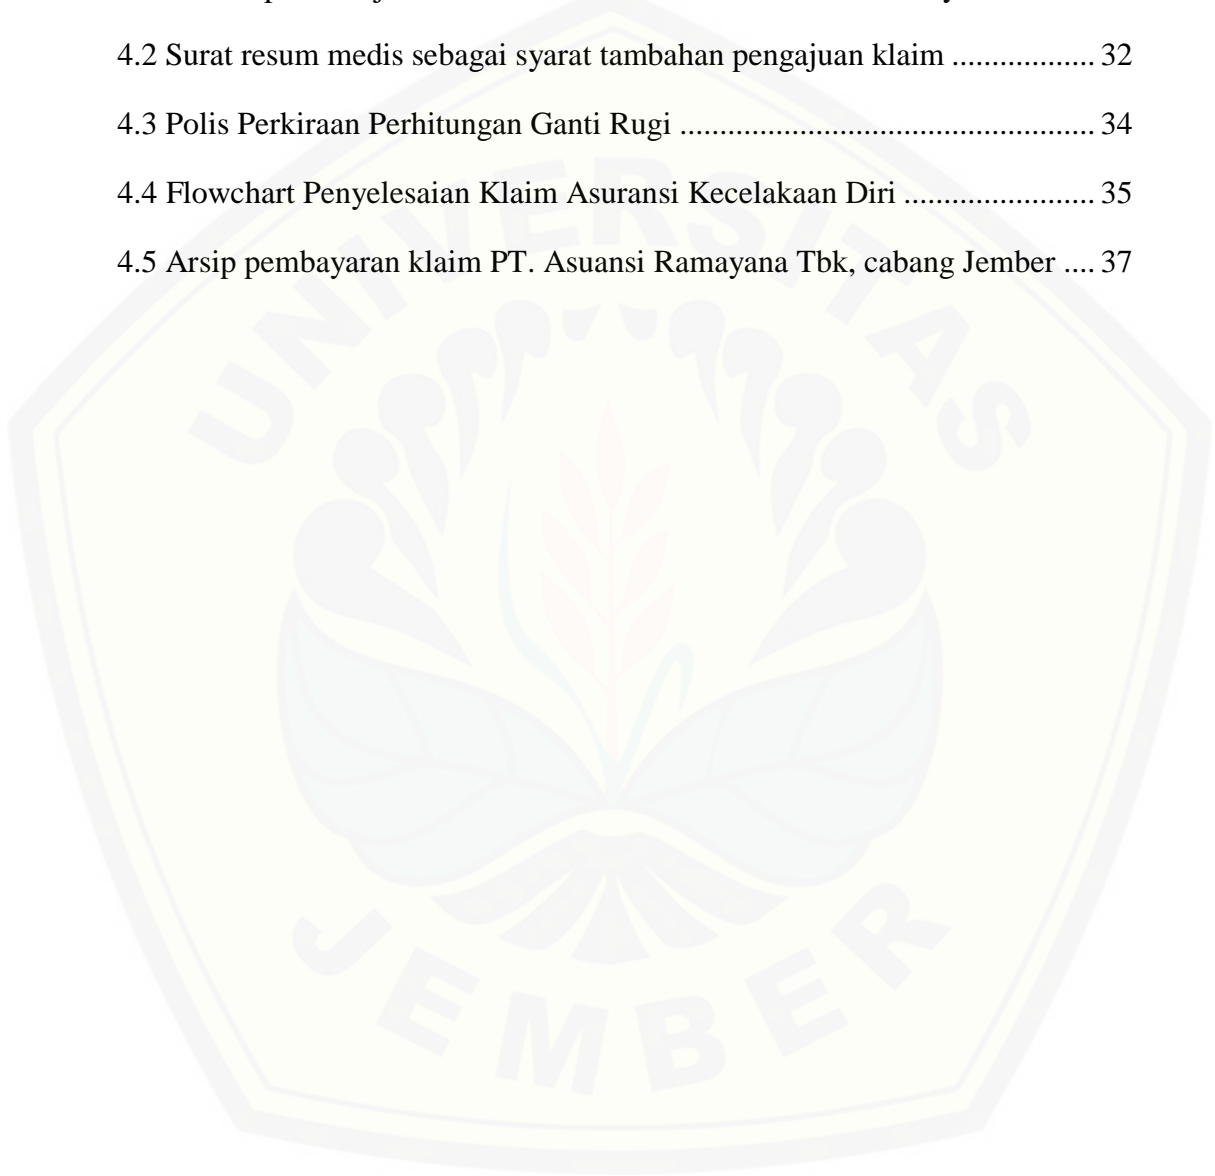 4.2 Surat resum medis sebagai syarat tambahan pengajuan klaim .................. 32
4.3 Polis Perkiraan Perhitungan Ganti Rugi .................................................... 34
4.4 Flowchart Penyelesaian Klaim Asuransi Kecelakaan Diri ........................ 35
4.5 Arsip pembayaran klaim PT. Asuansi Ramayana Tbk, cabang Jember .... 37
UNIVERSITAS
JEMBER